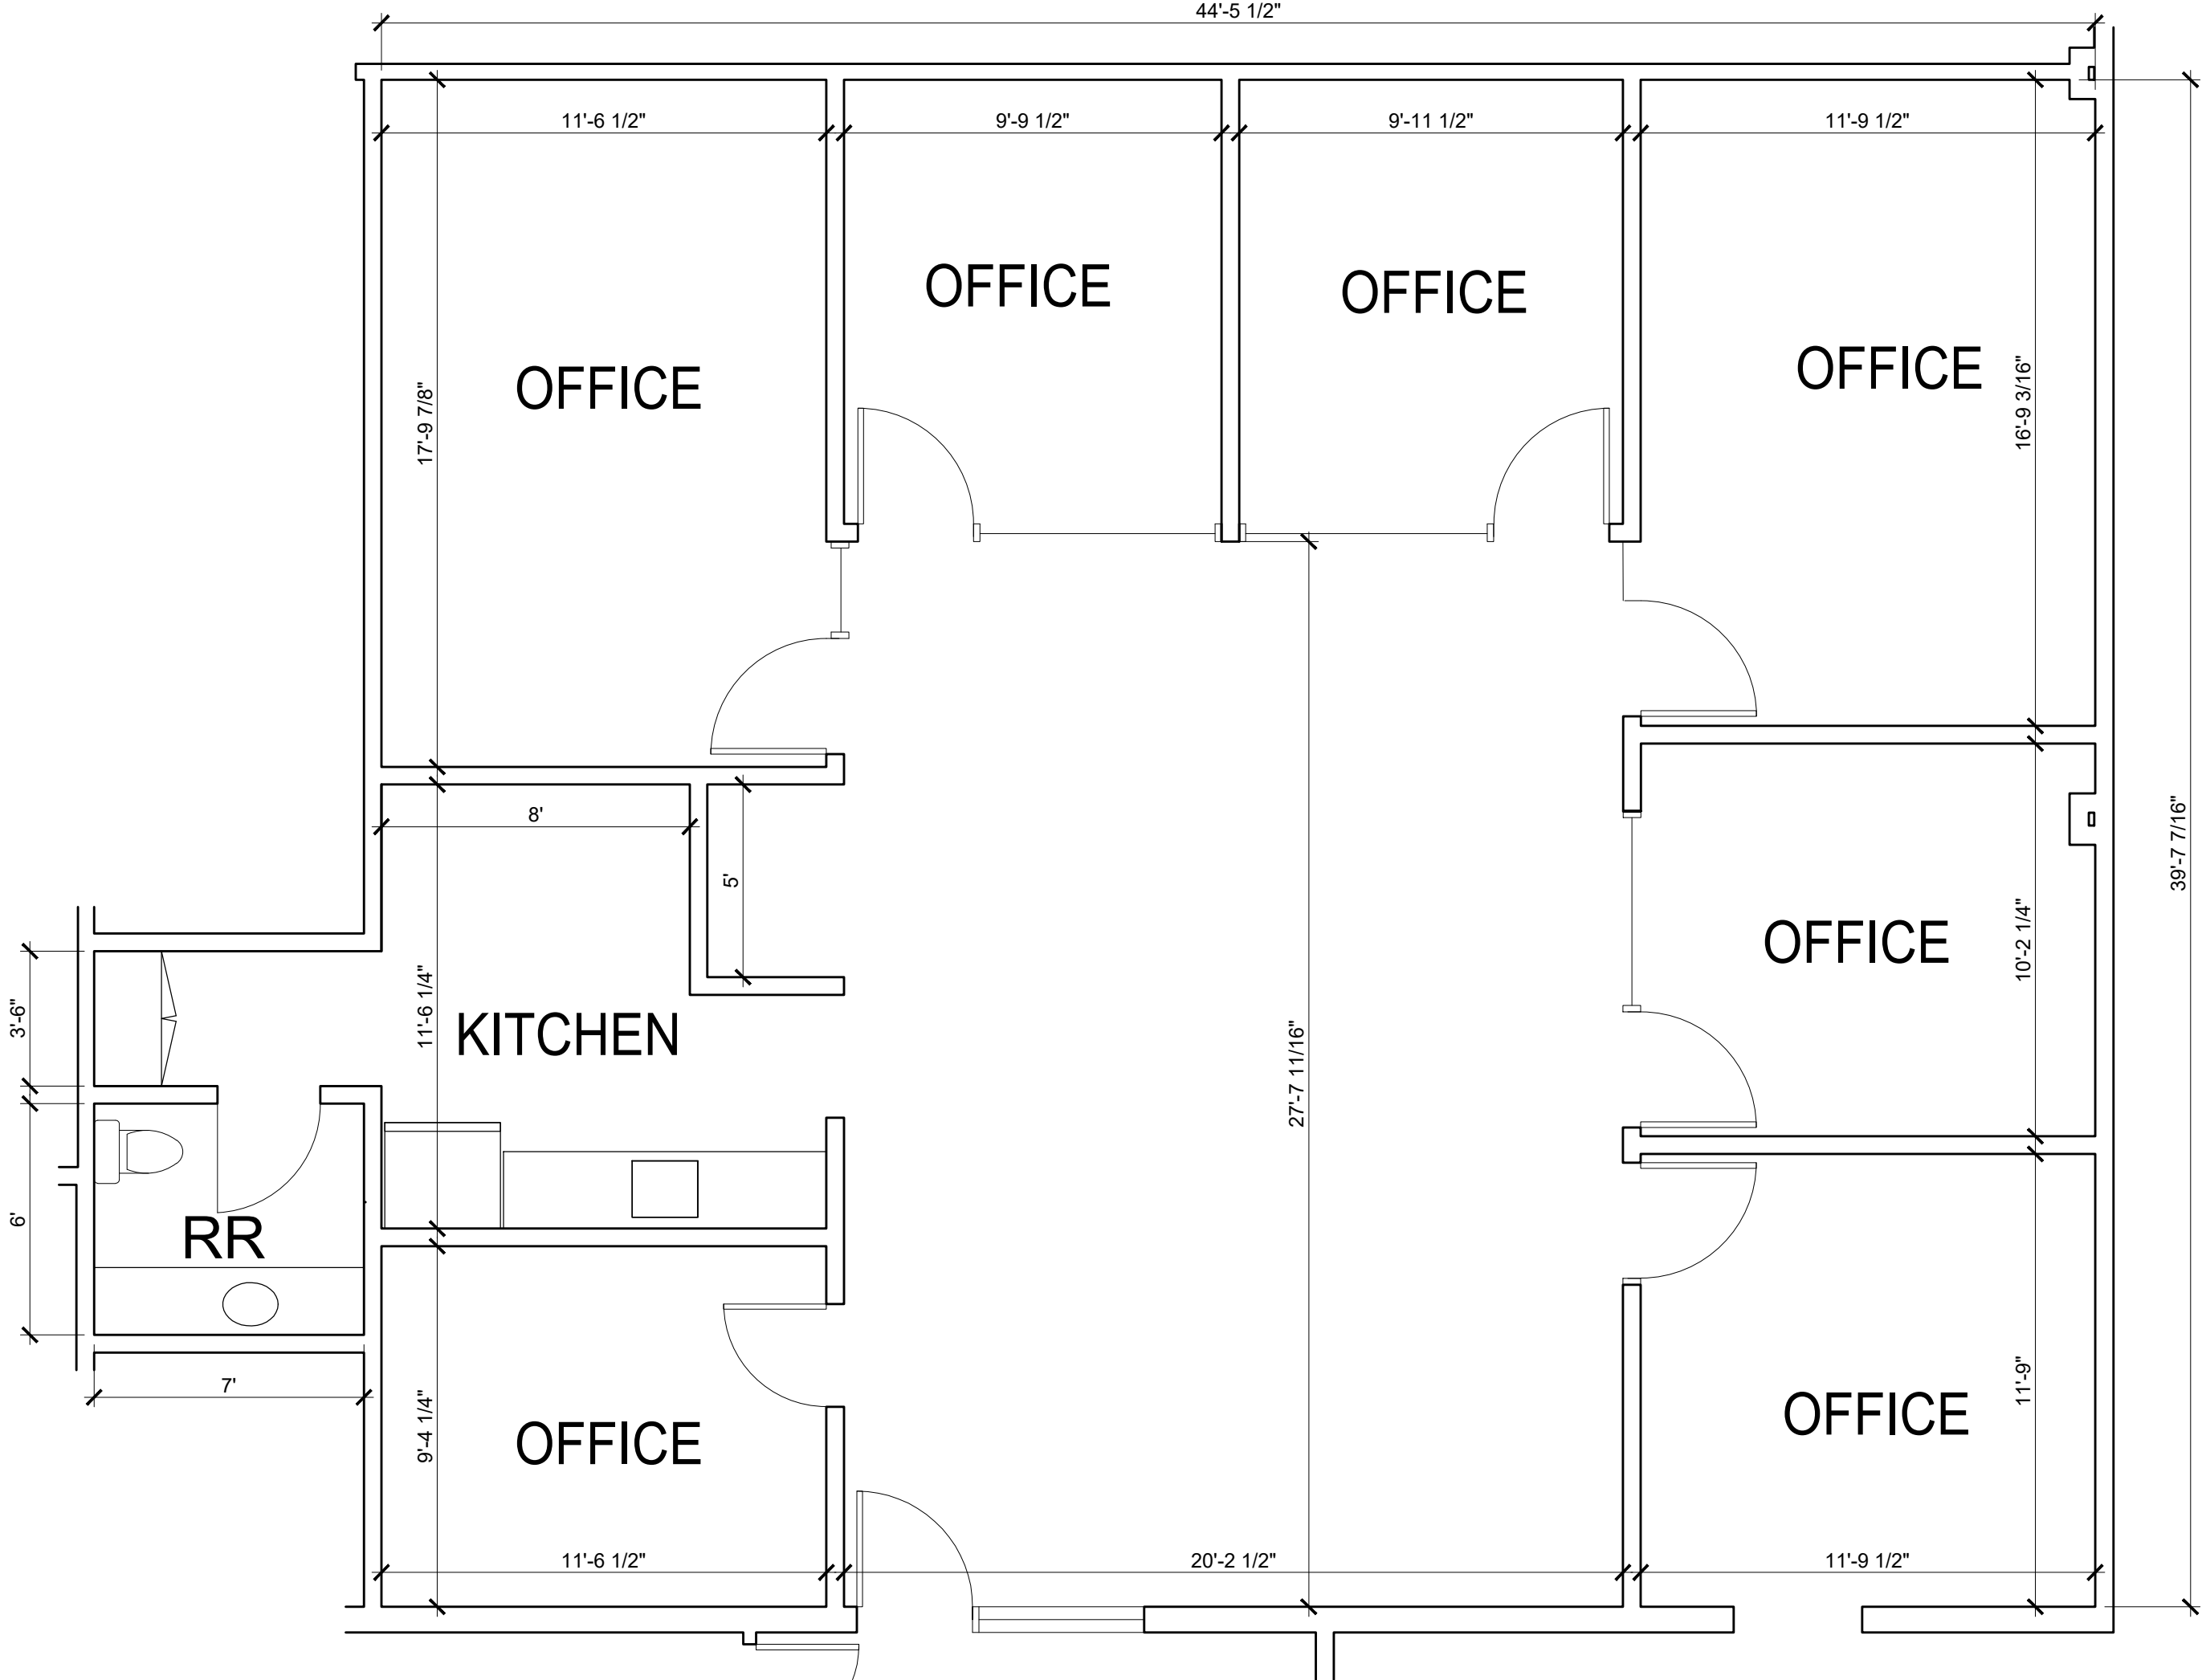 44'-5 1/2"
11'-6 1/2"
9'-9 1/2"
9'-11 1/2"
11'-9 1/2"
OFFICE
OFFICE
OFFICE
OFFICE
17'-9 7/8"
16'-9 3/16"
8'
5'
39'-7 7/16"
OFFICE
10'-2 1/4"
3'-6"
11'-6 1/4"
KITCHEN
27'-7 11/16"
6'
RR
7'
9'-4 1/4"
OFFICE
OFFICE
11'-9"
11'-6 1/2"
20'-2 1/2"
11'-9 1/2"